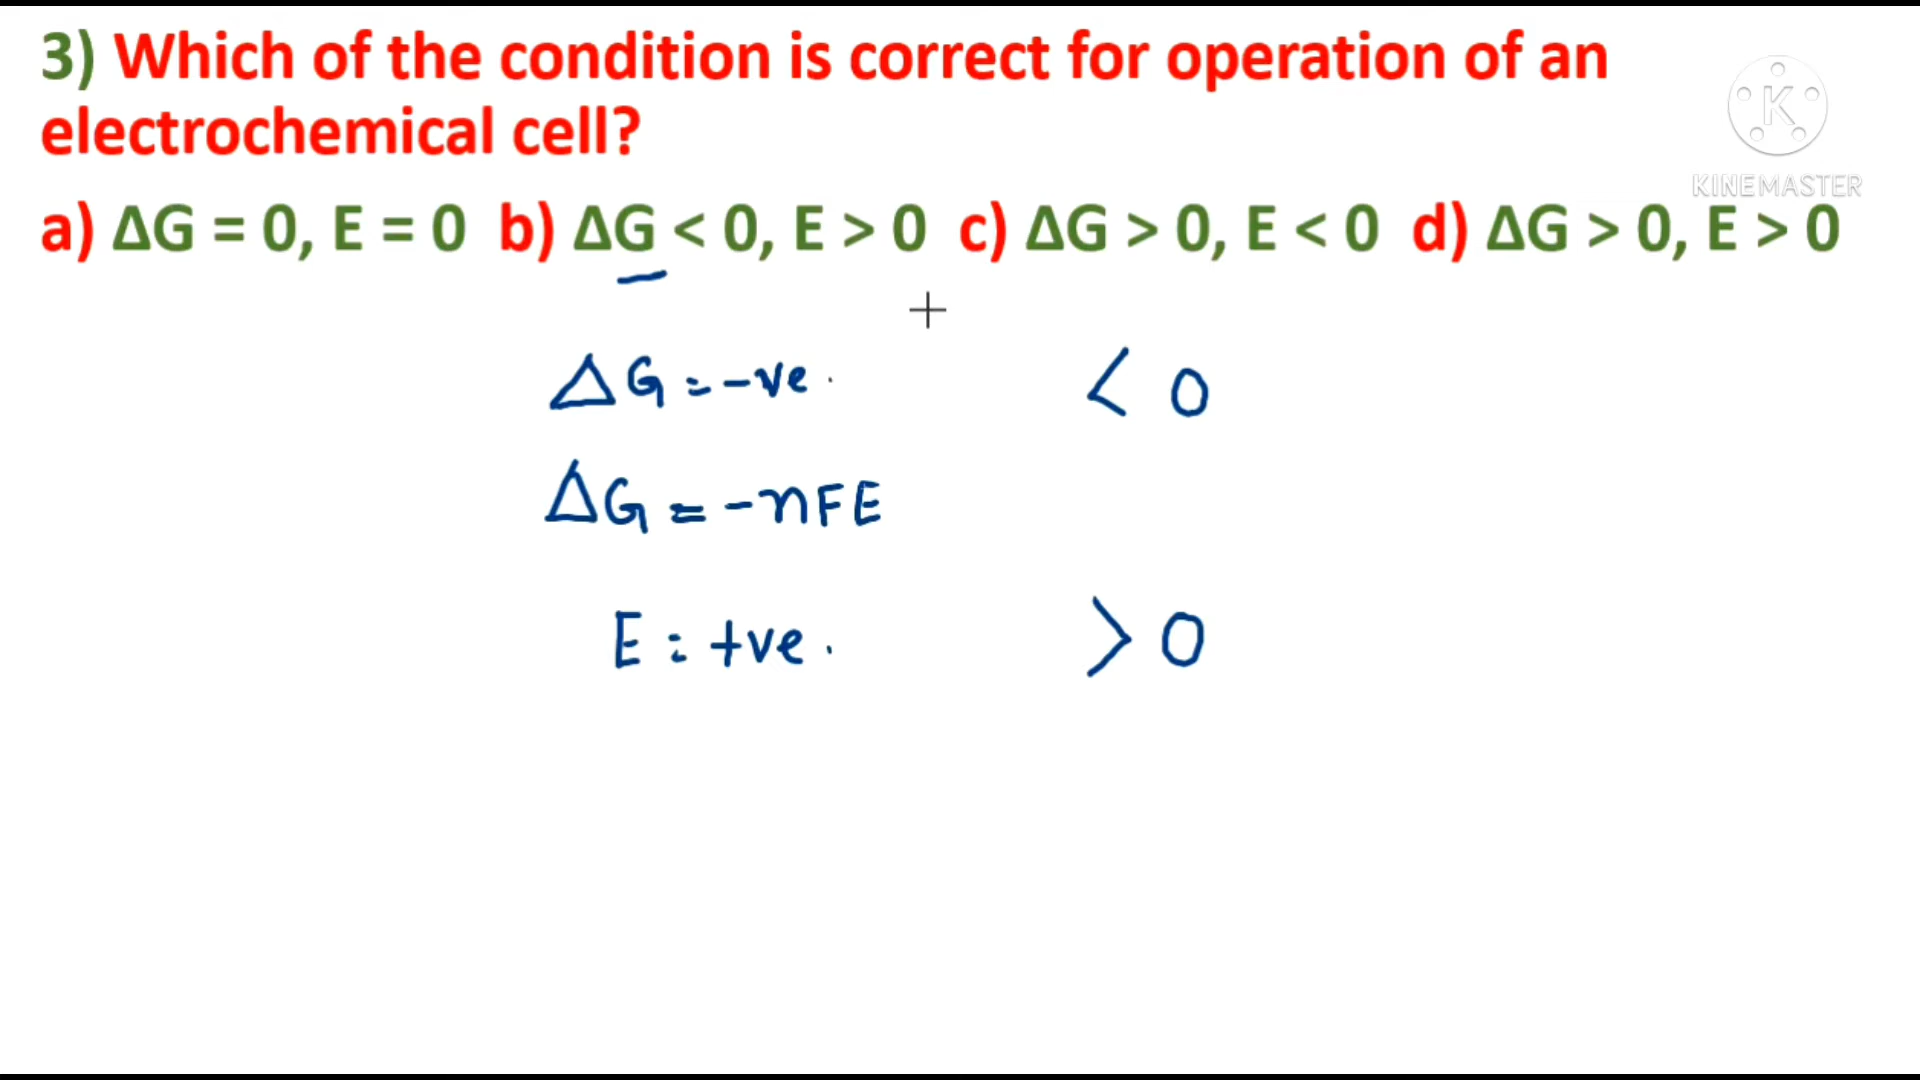 3) Which of the condition is correct for operation of an
electrochemical cell?
KINEMASTER
a) ΔG = 0, E = 0 b) ΔG < 0, E > 0 c) ΔG > 0, E < 0 d) ΔG > 0, E > 0
ΔG = -ve. < 0
ΔG = -nFE
E = +ve. > 0